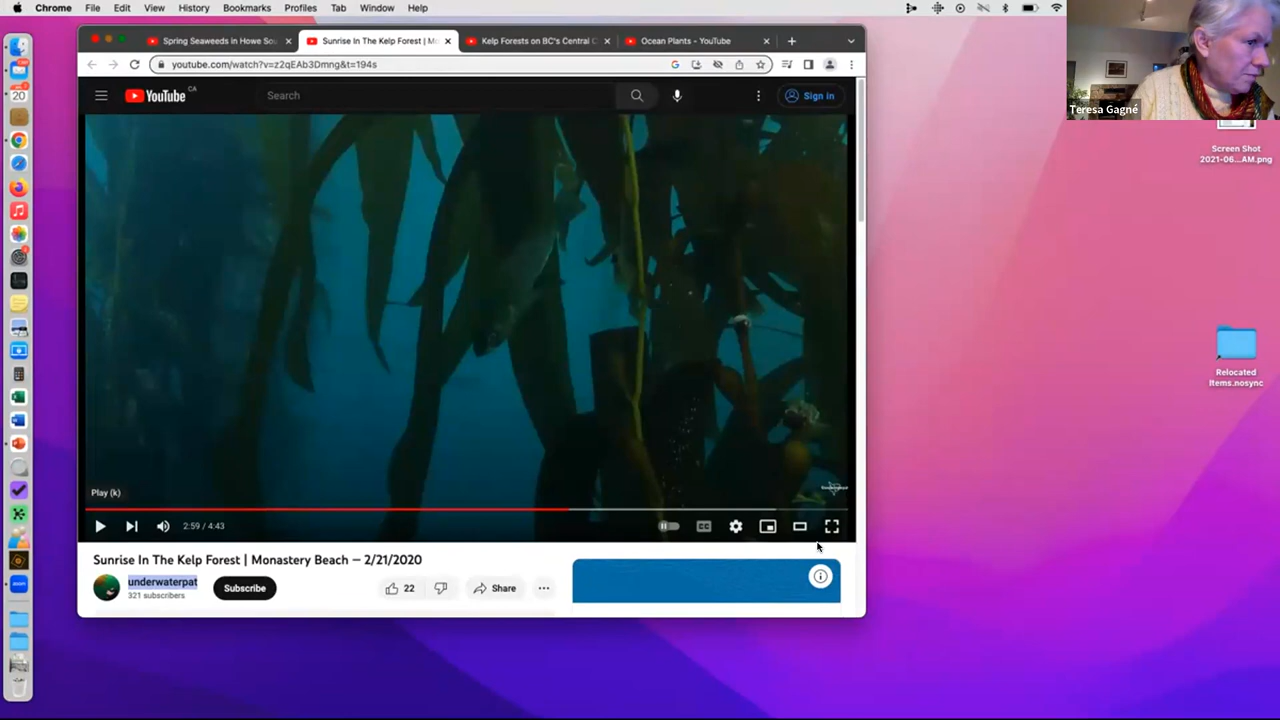 Chrome File Edit View History Bookmarks Profiles Tab Window Help
Teresa Gagné
Spring Seaweeds in Howe Sou
Sunrise In The Kelp Forest | M
Kelp Forests on BC's Central C
Ocean Plants - YouTube
youtube.com/watch?v=z2qEAb3Dmng&t=194s
YouTube CA
Search
Sign in
Play (k)
2:59 / 4:43
CC
Sunrise In The Kelp Forest | Monastery Beach – 2/21/2020
underwaterpat
321 subscribers
Subscribe
22
Share
Screen Shot
2021-06...AM.png
Relocated
Items.nosync
20